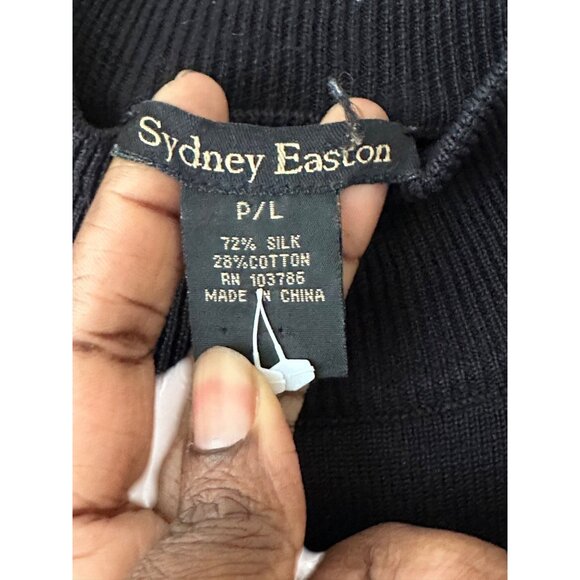 Sydney Easton
P/L
72% SILK
28%COTTON
RN 103786
MADE IN CHINA